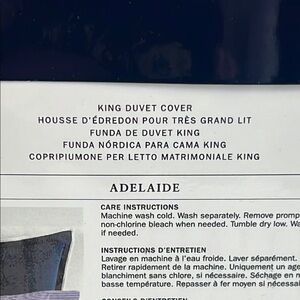 KING DUVET COVER
HOUSSE D'ÉDREDON POUR TRÈS GRAND LIT
FUNDA DE DUVET KING
FUNDA NÓRDICA PARA CAMA KING
COPRIPIUMONE PER LETTO MATRIMONIALE KING
ADELAIDE
CARE INSTRUCTIONS
Machine wash cold. Wash separately. Remove promp
non-chlorine bleach when needed. Tumble dry low. Wa
if needed.
INSTRUCTIONS D'ENTRETIEN
Lavage en machine à l'eau froide. Laver séparément.
Retirer rapidement de la machine. Uniquement un age
blanchiment sans chlore, si nécessaire. Séchage en m
basse température. Repasser à fer moyen si nécessai